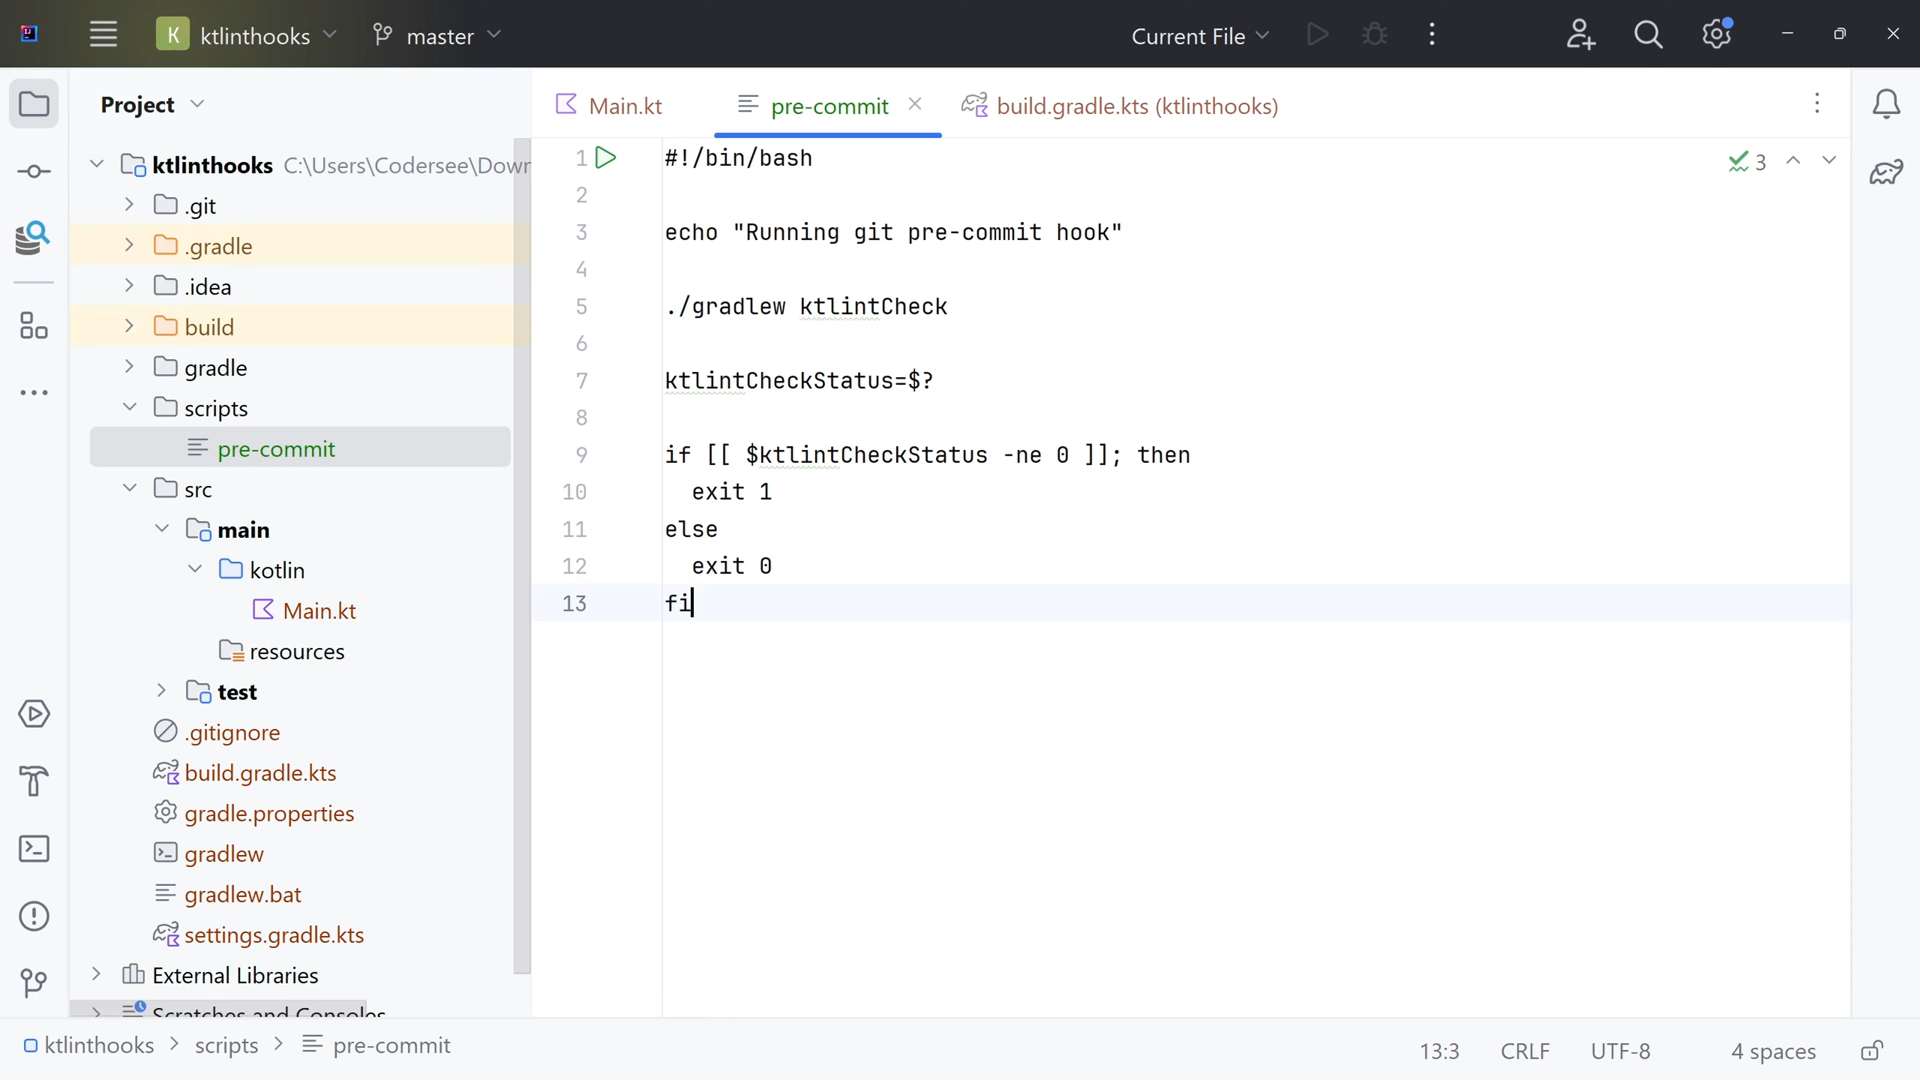 K ktlinthooks master Current File
Project
Main.kt pre-commit build.gradle.kts (ktlinthooks)
ktlinthooks C:\Users\Codersee\Dowr
.git
.gradle
.idea
build
gradle
scripts
pre-commit
src
main
kotlin
Main.kt
resources
test
.gitignore
build.gradle.kts
gradle.properties
gradlew
gradlew.bat
settings.gradle.kts
External Libraries
Scratches and Consoles
1 #!/bin/bash
3
2
3 echo "Running git pre-commit hook"
4
5 ./gradlew ktlintCheck
6
7 ktlintCheckStatus=$?
8
9 if [[ $ktlintCheckStatus -ne 0 ]]; then
10 exit 1
11 else
12 exit 0
13 fi
ktlinthooks > scripts > pre-commit
13:3 CRLF UTF-8 4 spaces